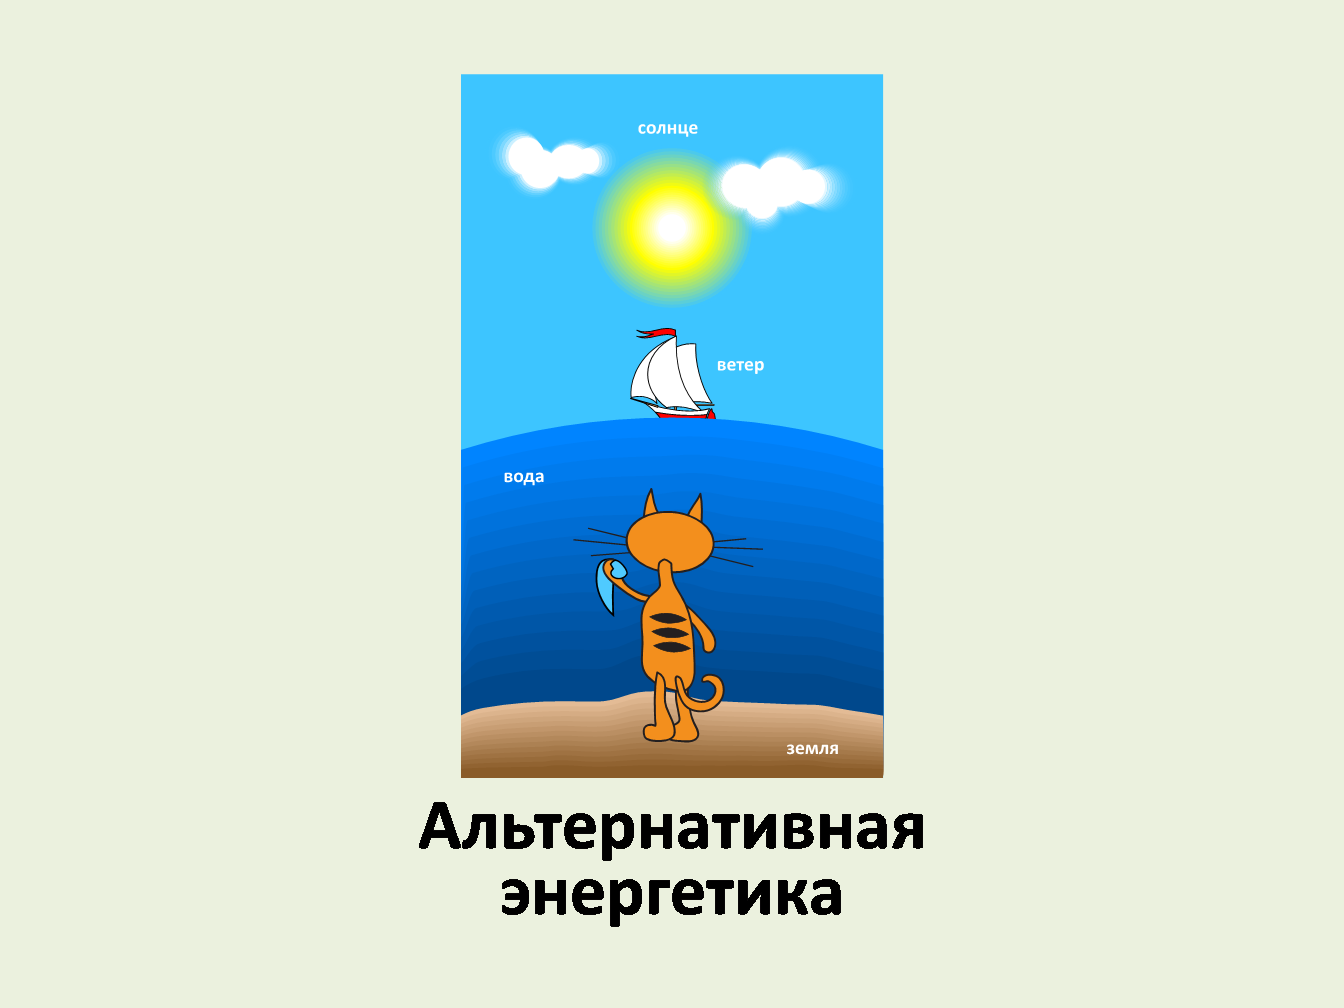 солнце
ветер
вода
земля
Альтернативная
энергетика